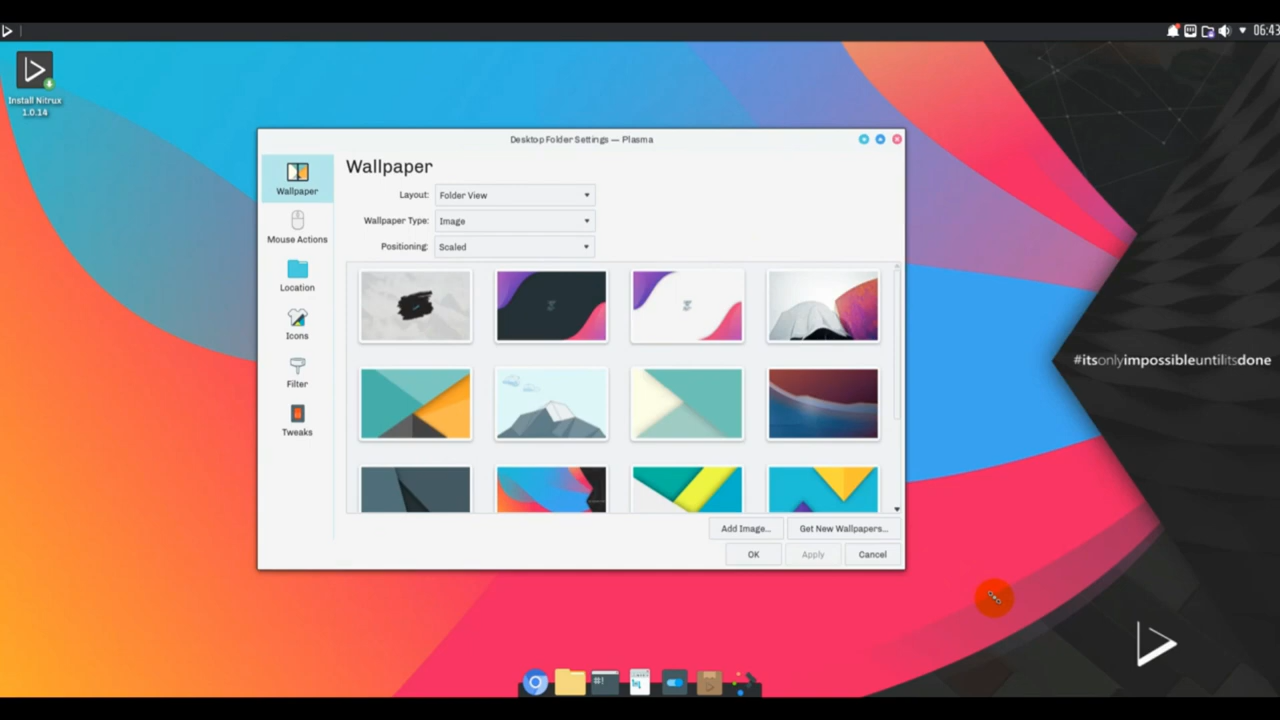 06:43
Install Nitrux
1.0.14
Desktop Folder Settings — Plasma
Wallpaper
Mouse Actions
Location
Icons
Filter
Tweaks
Wallpaper
Layout: Folder View
Wallpaper Type: Image
Positioning: Scaled
Add Image...
Get New Wallpapers...
OK
Apply
Cancel
#itsonlyimpossibleuntilitsdone
#!